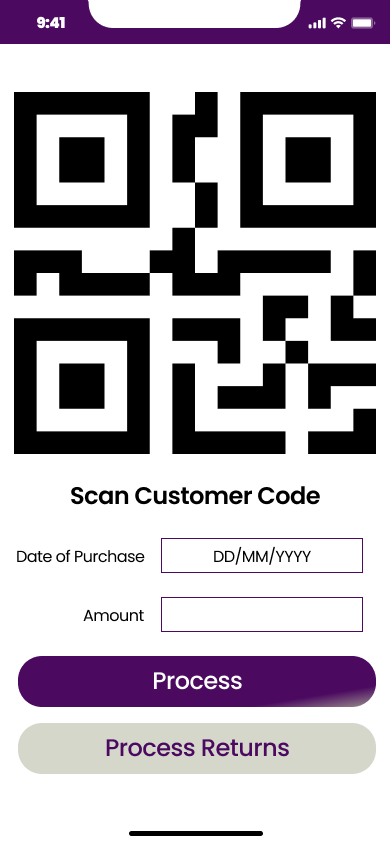 9:41
Scan Customer Code
Date of Purchase
DD/MM/YYYY
Amount
Process
Process Returns